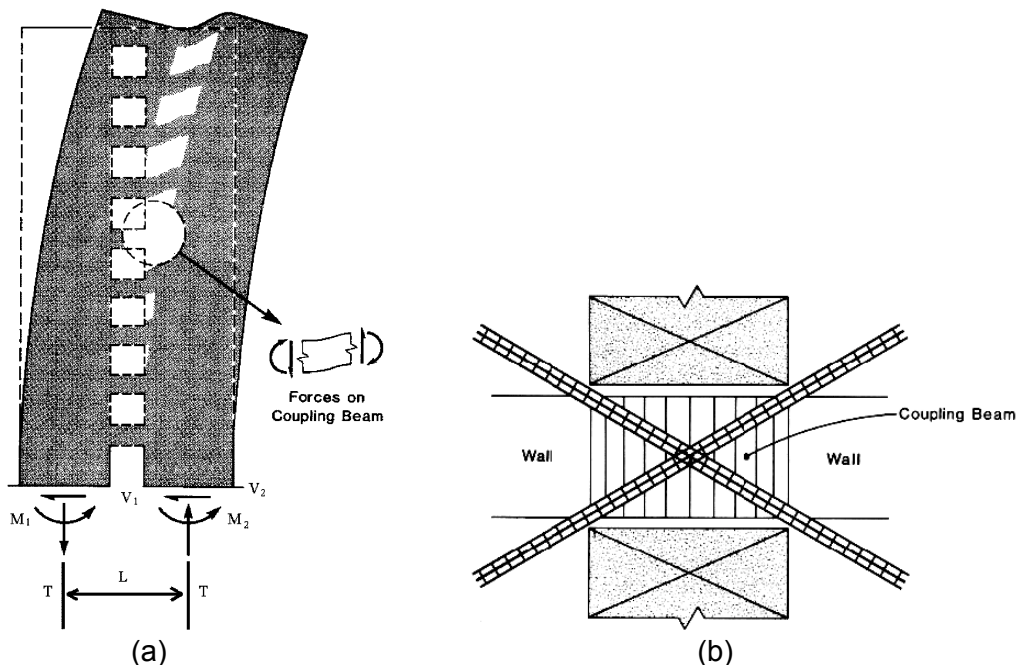 Forces on
Coupling Beam
V₁
V₂
M₁
M₂
T
L
T
(a)
Wall
Coupling Beam
Wall
(b)